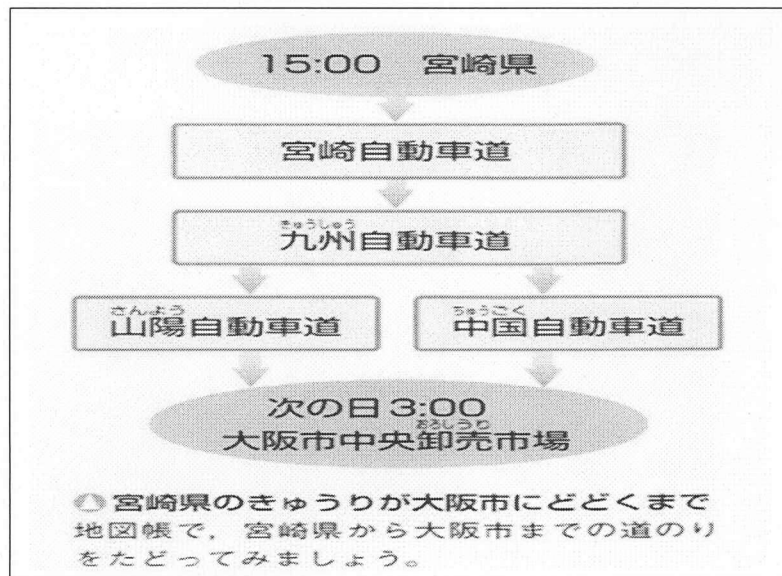 15:00 宮崎県
宮崎自動車道
きゅうしゅう
九州自動車道
さんよう
山陽自動車道
ちゅうごく
中国自動車道
次の日3:00
おろしうり
大阪市中央卸売市場
宮崎県のきゅうりが大阪市にとどくまで
地図帳で，宮崎県から大阪市までの道のり
をたどってみましょう。